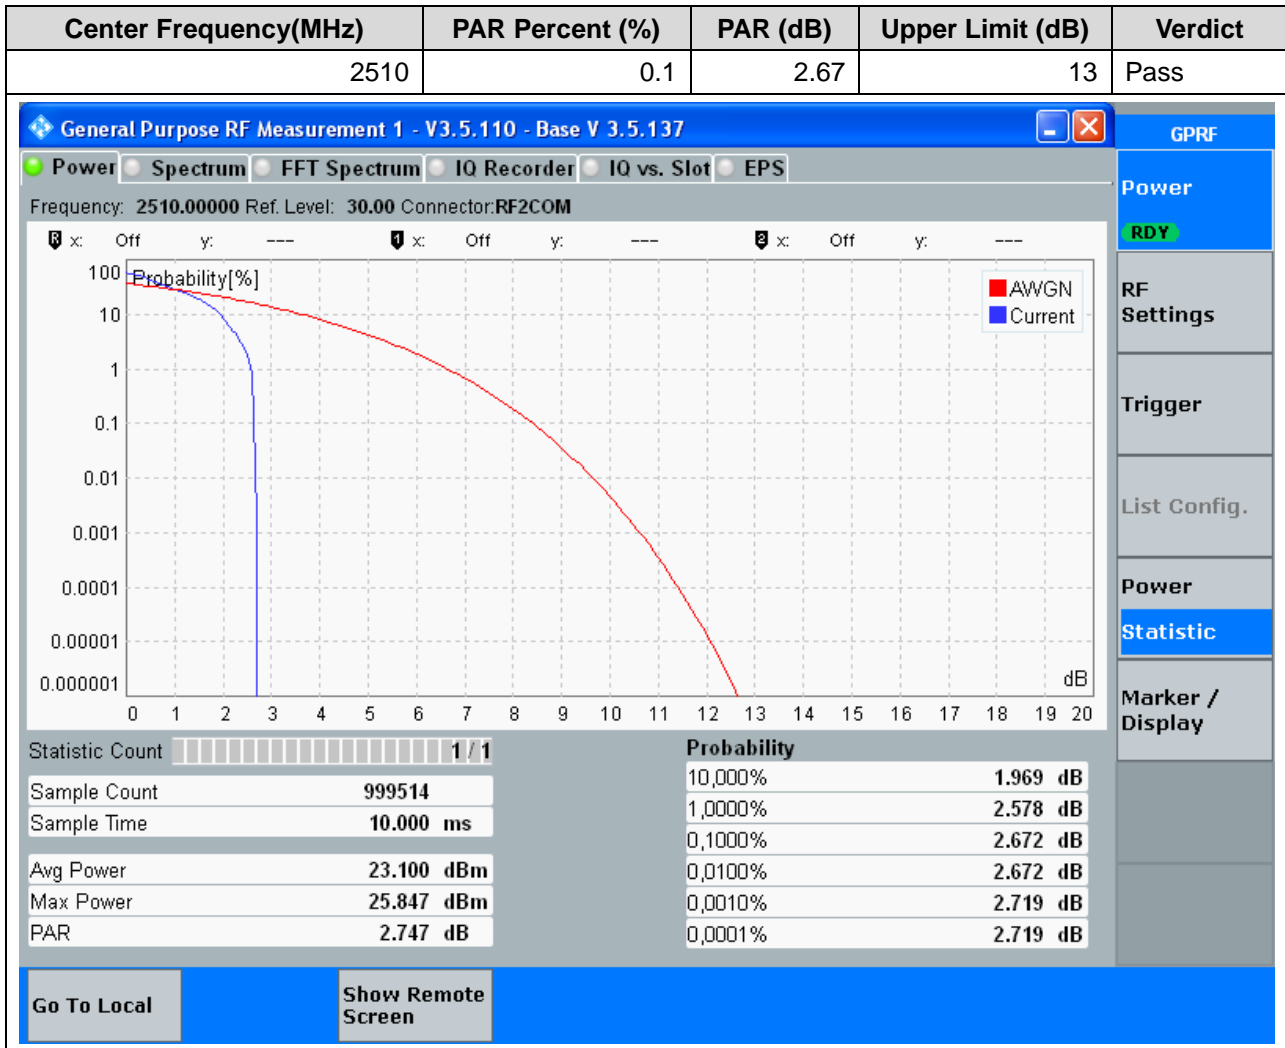 Center Frequency(MHz) PAR Percent (%) PAR (dB) Upper Limit (dB) Verdict
2510 0.1 2.67 13 Pass
General Purpose RF Measurement 1 - V3.5.110 - Base V 3.5.137
GPRF
Power Spectrum FFT Spectrum IQ Recorder IQ vs. Slot EPS
Frequency: 2510.00000 Ref. Level: 30.00 Connector:RF2COM
R x: Off y: --- 1 x: Off y: --- 2 x: Off y: ---
Probability[%]
AWGN
Current
100
10
1
0.1
0.01
0.001
0.0001
0.00001
0.000001
dB
0 1 2 3 4 5 6 7 8 9 10 11 12 13 14 15 16 17 18 19 20
Statistic Count 1 / 1
Sample Count 999514
Sample Time 10.000 ms
Avg Power 23.100 dBm
Max Power 25.847 dBm
PAR 2.747 dB
Probability
10,000% 1.969 dB
1,0000% 2.578 dB
0,1000% 2.672 dB
0,0100% 2.672 dB
0,0010% 2.719 dB
0,0001% 2.719 dB
Power
RDY
RF
Settings
Trigger
List Config.
Power
Statistic
Marker /
Display
Go To Local
Show Remote
Screen